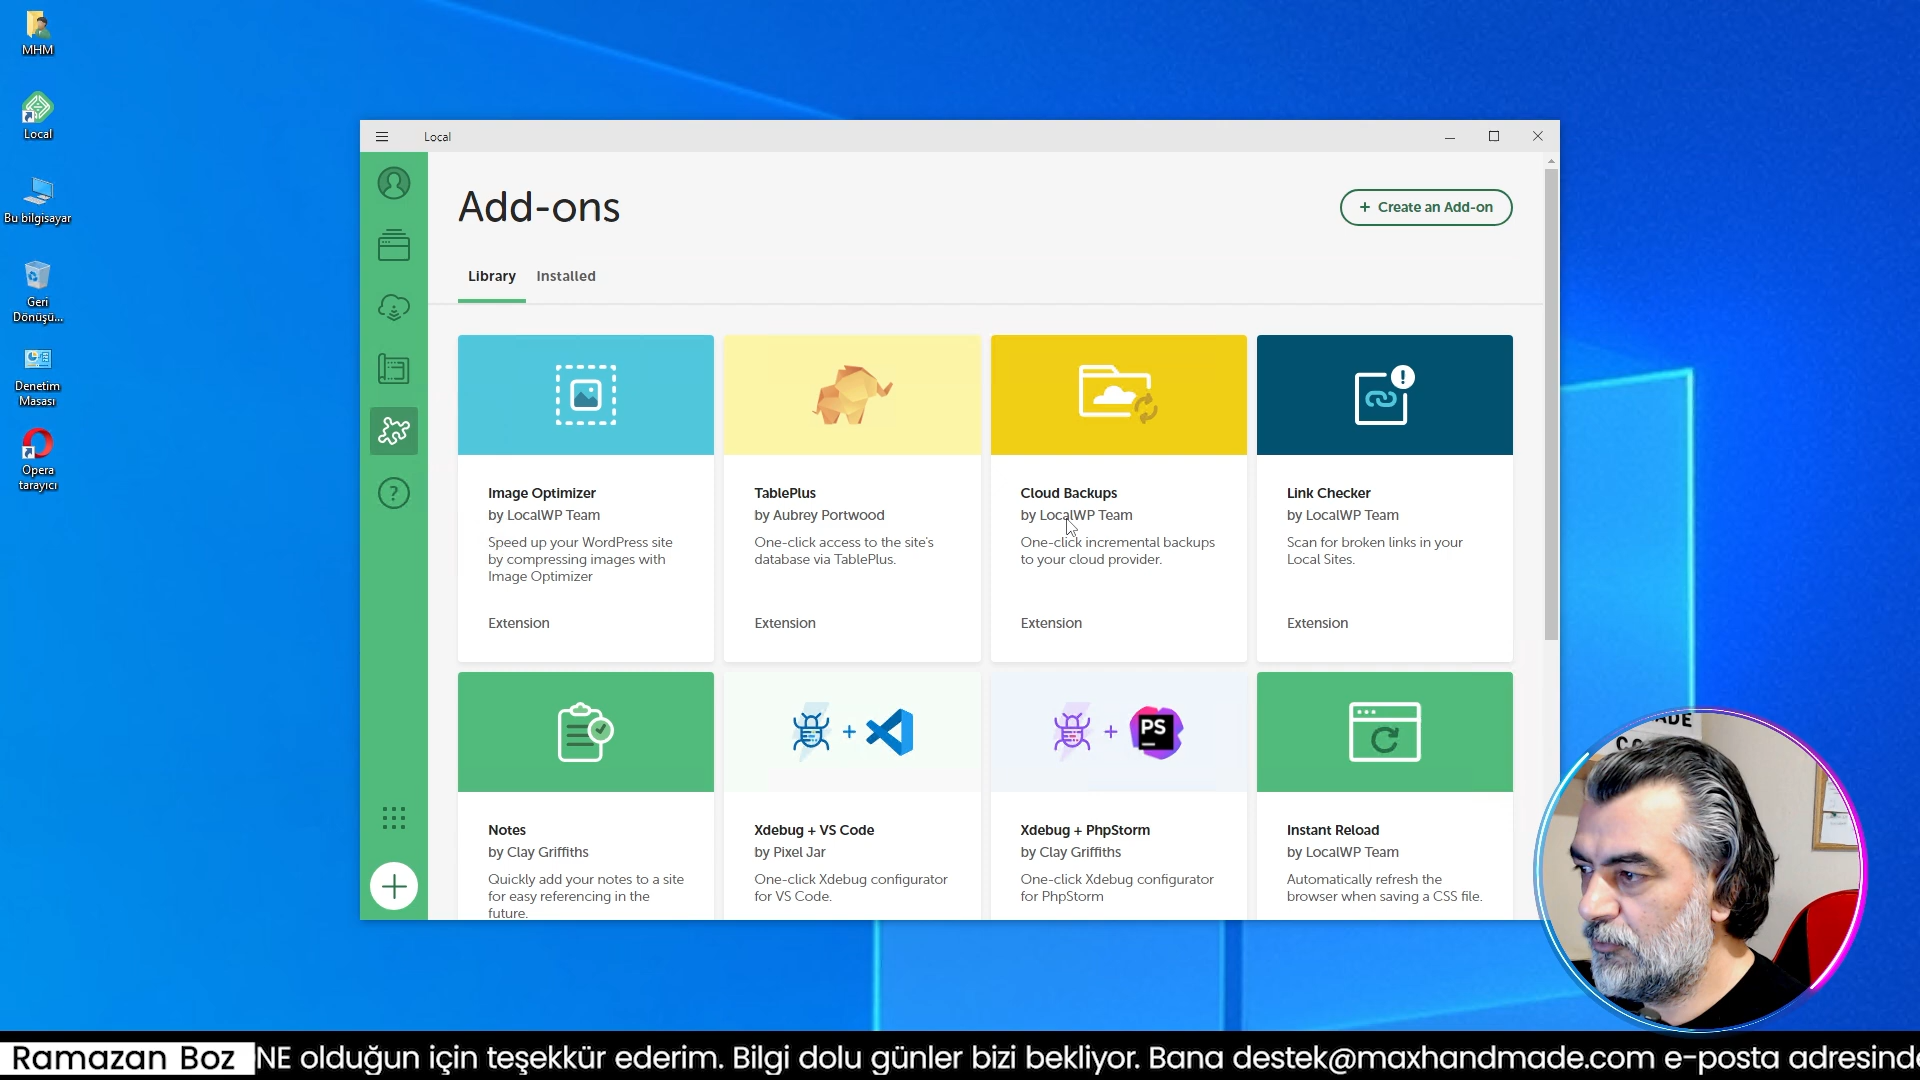 MHM
Local
Bu bilgisayar
Geri
Dönüşü...
Denetim
Masası
Opera
tarayıcı
Local
Add-ons
+ Create an Add-on
Library
Installed
Image Optimizer
by LocalWP Team
Speed up your WordPress site
by compressing images with
Image Optimizer
Extension
TablePlus
by Aubrey Portwood
One-click access to the site's
database via TablePlus.
Extension
Cloud Backups
by LocalWP Team
One-click incremental backups
to your cloud provider.
Extension
Link Checker
by LocalWP Team
Scan for broken links in your
Local Sites.
Extension
Notes
by Clay Griffiths
Quickly add your notes to a site
for easy referencing in the
future.
+
Xdebug + VS Code
by Pixel Jar
One-click Xdebug configurator
for VS Code.
+ PS
Xdebug + PhpStorm
by Clay Griffiths
One-click Xdebug configurator
for PhpStorm
Instant Reload
by LocalWP Team
Automatically refresh the
browser when saving a CSS file.
Ramazan Boz
NE olduğun için teşekkür ederim. Bilgi dolu günler bizi bekliyor. Bana destek@maxhandmade.com e-posta adresinde